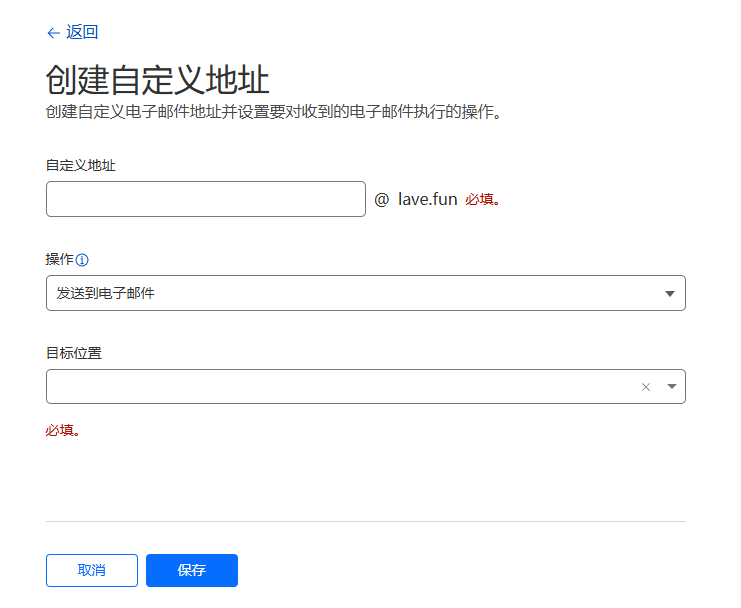 ← 返回
创建自定义地址
创建自定义电子邮件地址并设置要对收到的电子邮件执行的操作。
自定义地址
@ lave.fun 必填。
操作
发送到电子邮件
目标位置
必填。
取消 保存